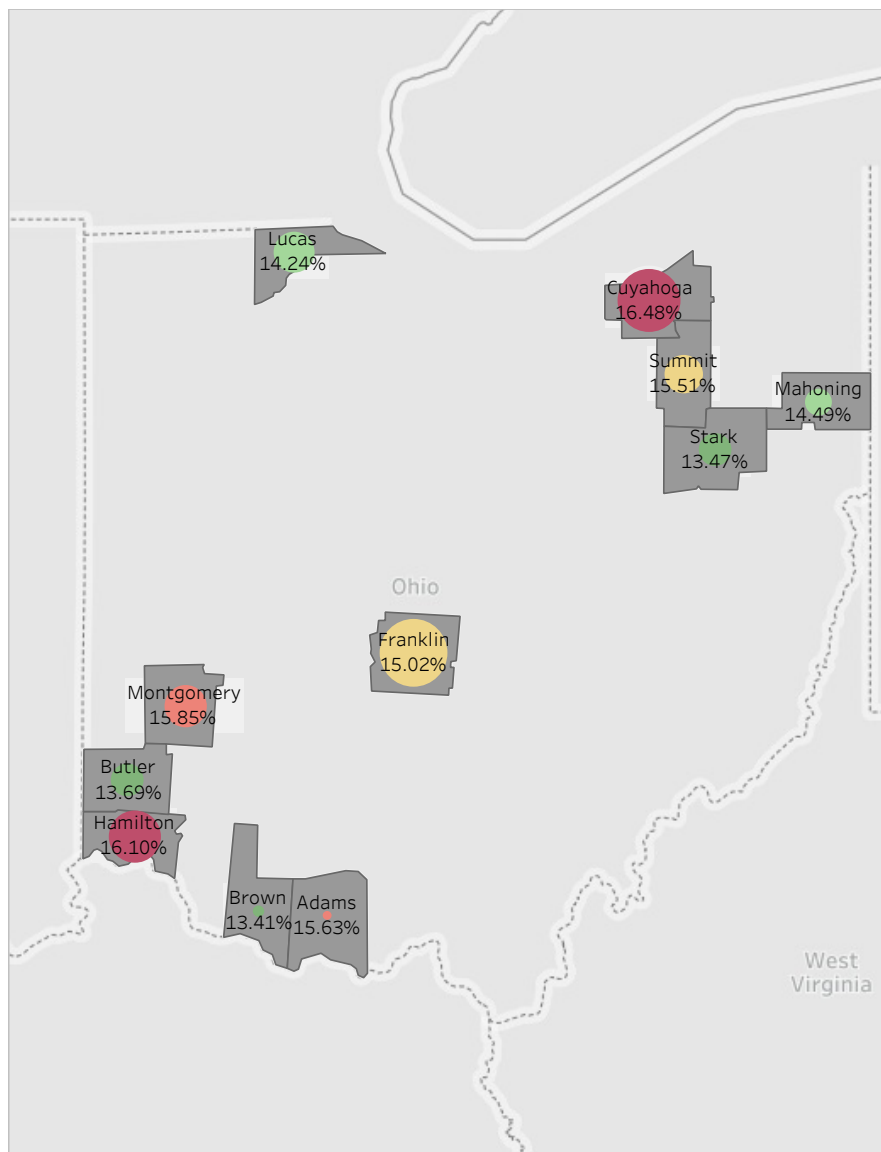 Lucas
14.24%
Cuyahoga
16.48%
Summit
15.51%
Mahoning
14.49%
Stark
13.47%
Ohio
Franklin
15.02%
Montgomery
15.85%
Butler
13.69%
Hamilton
16.10%
Brown
13.41%
Adams
15.63%
West
Virginia